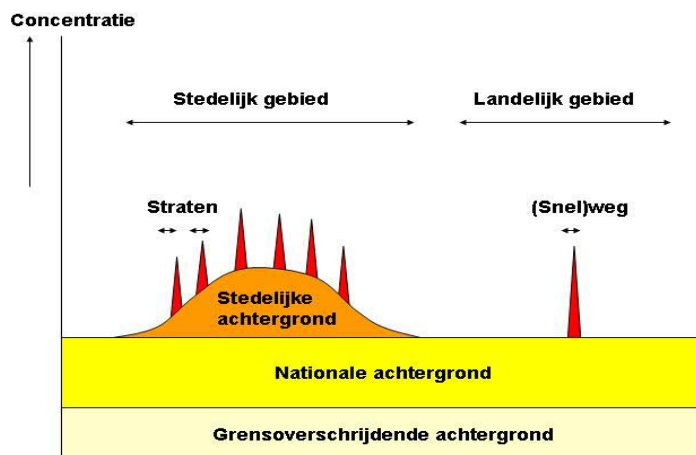 Concentratie
Stedelijk gebied
Landelijk gebied
Straten
(Snel)weg
Stedelijke
achtergrond
Nationale achtergrond
Grensoverschrijdende achtergrond